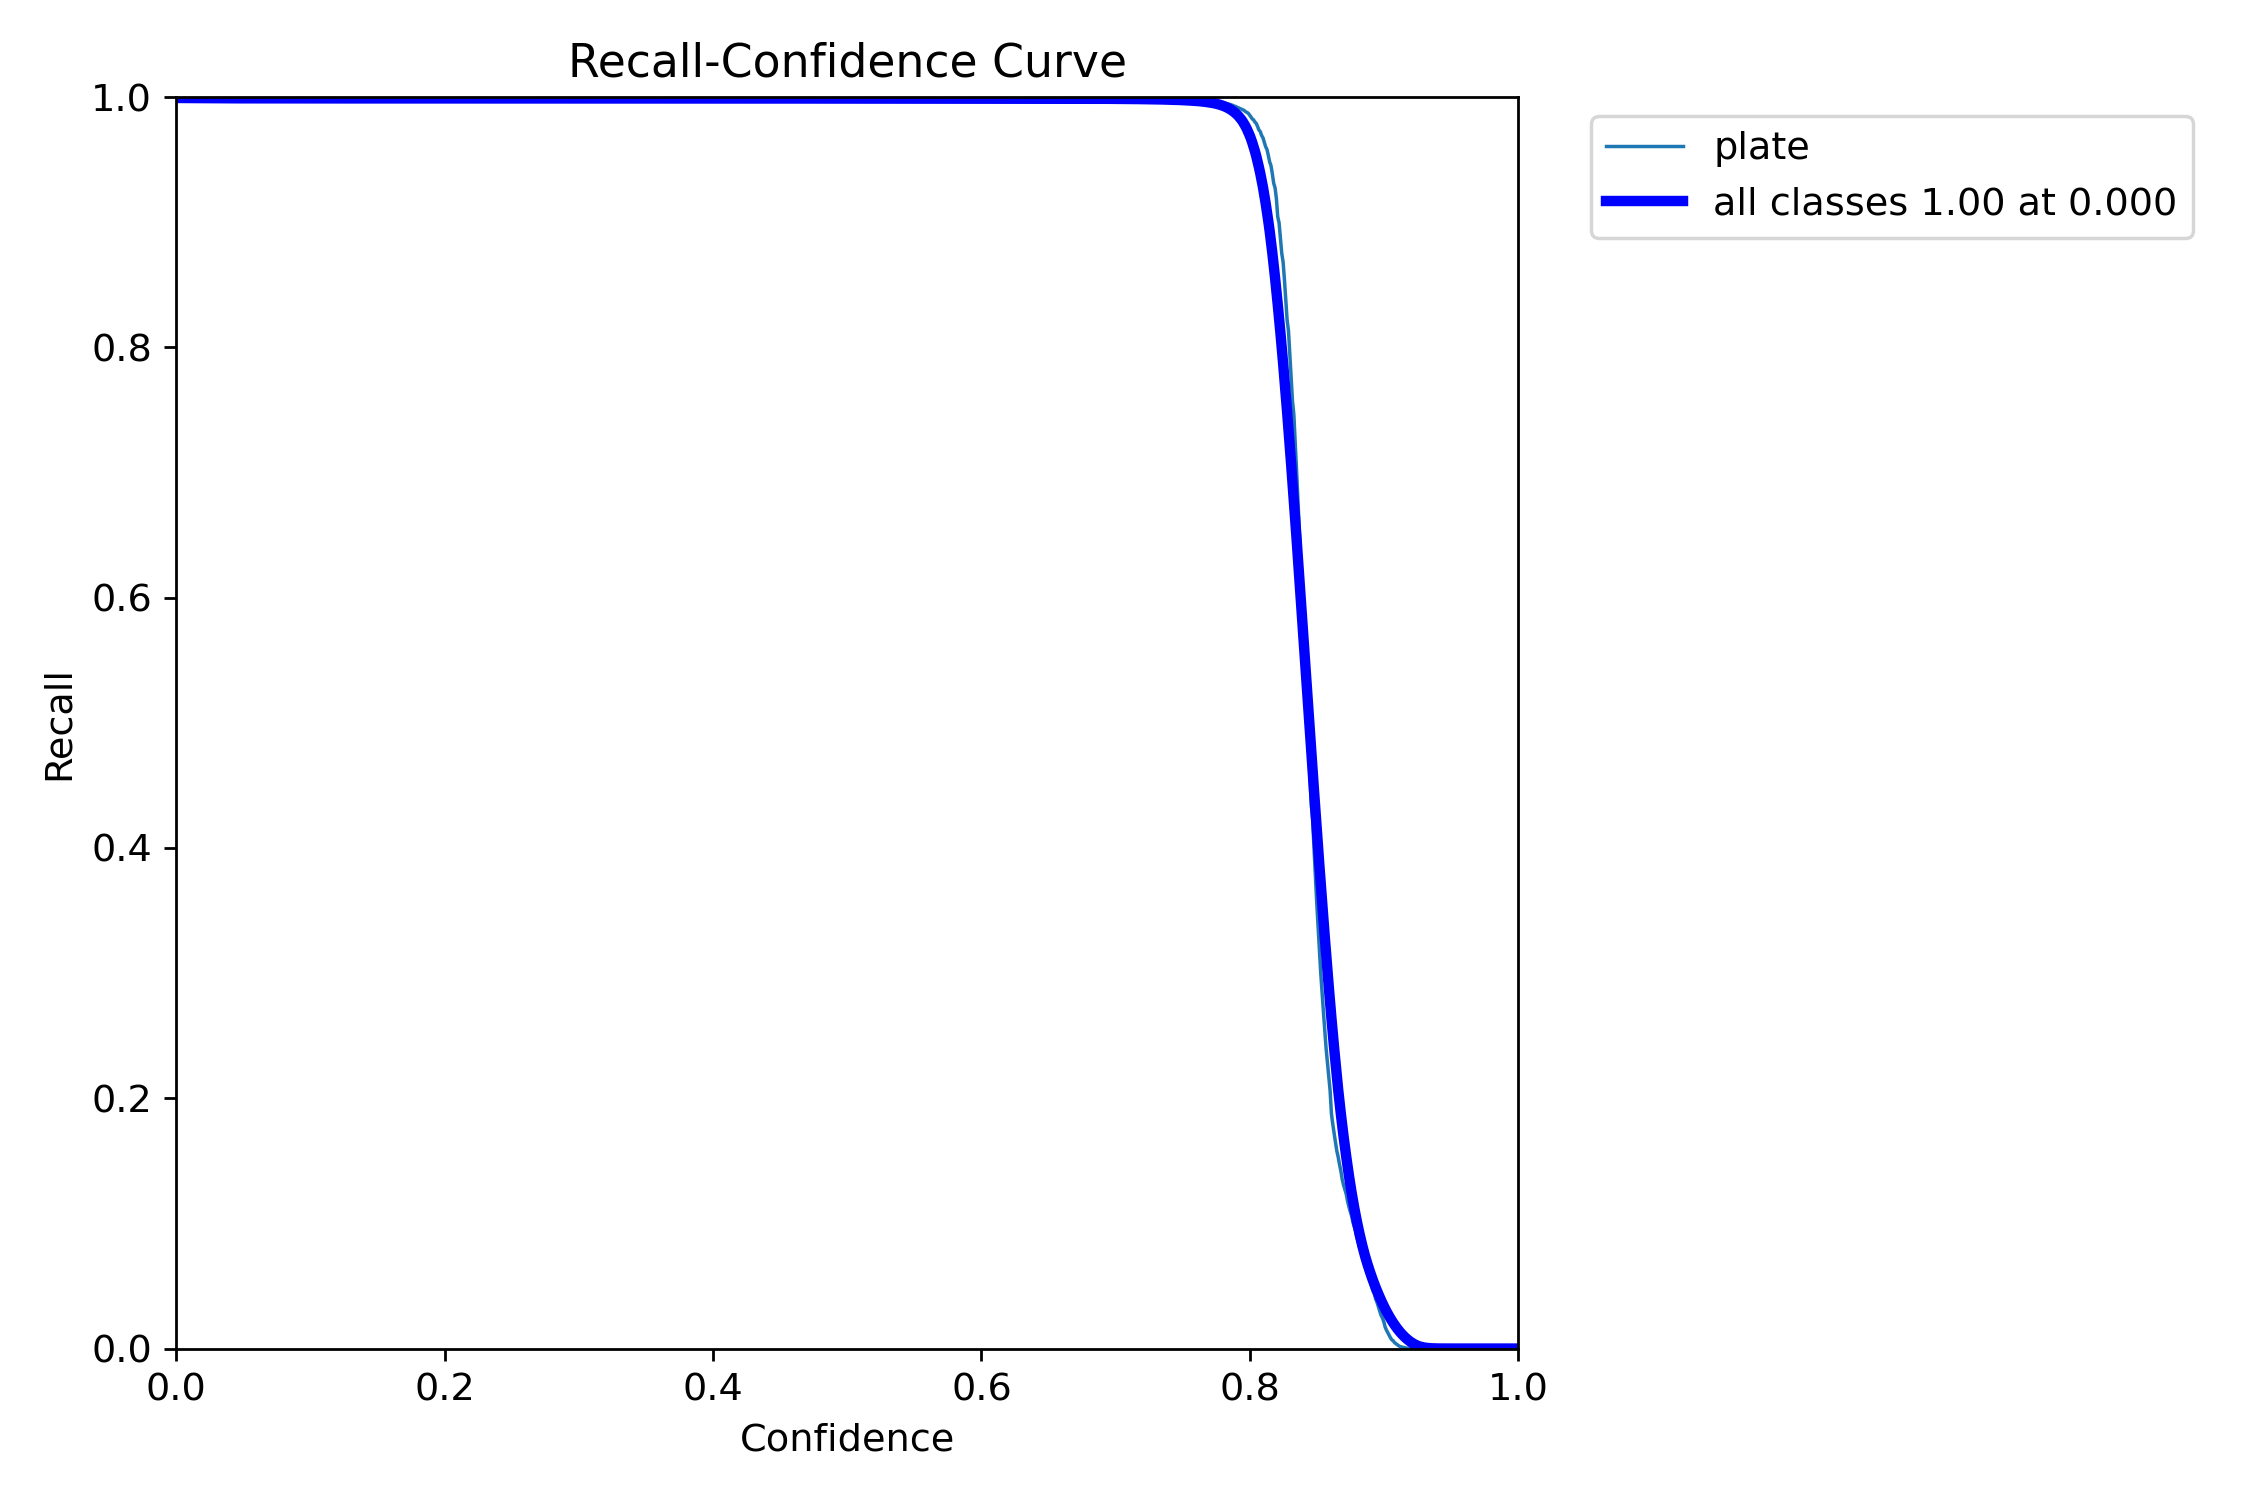 Recall-Confidence Curve
plate
all classes 1.00 at 0.000
1.0
0.8
0.6
0.4
0.2
0.0
Recall
0.0 0.2 0.4 0.6 0.8 1.0
Confidence